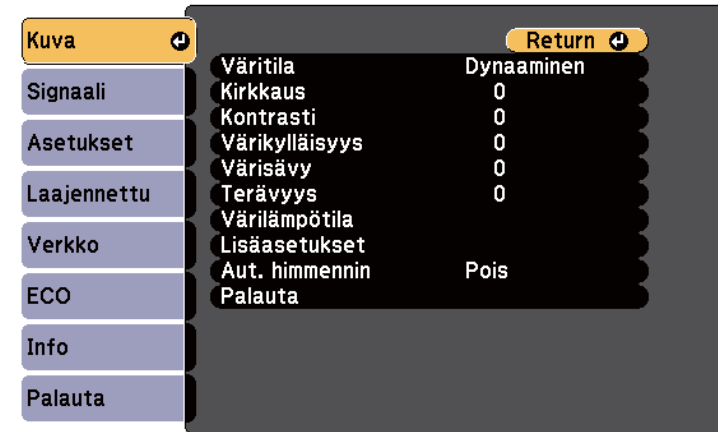 Kuva
Signaali
Asetukset
Laajennettu
Verkko
ECO
Info
Palauta
Return
Väritila Dynaaminen
Kirkkaus 0
Kontrasti 0
Värikylläisyys 0
Värisävy 0
Terävyys 0
Värilämpötila
Lisäasetukset
Aut. himmennin Pois
Palauta